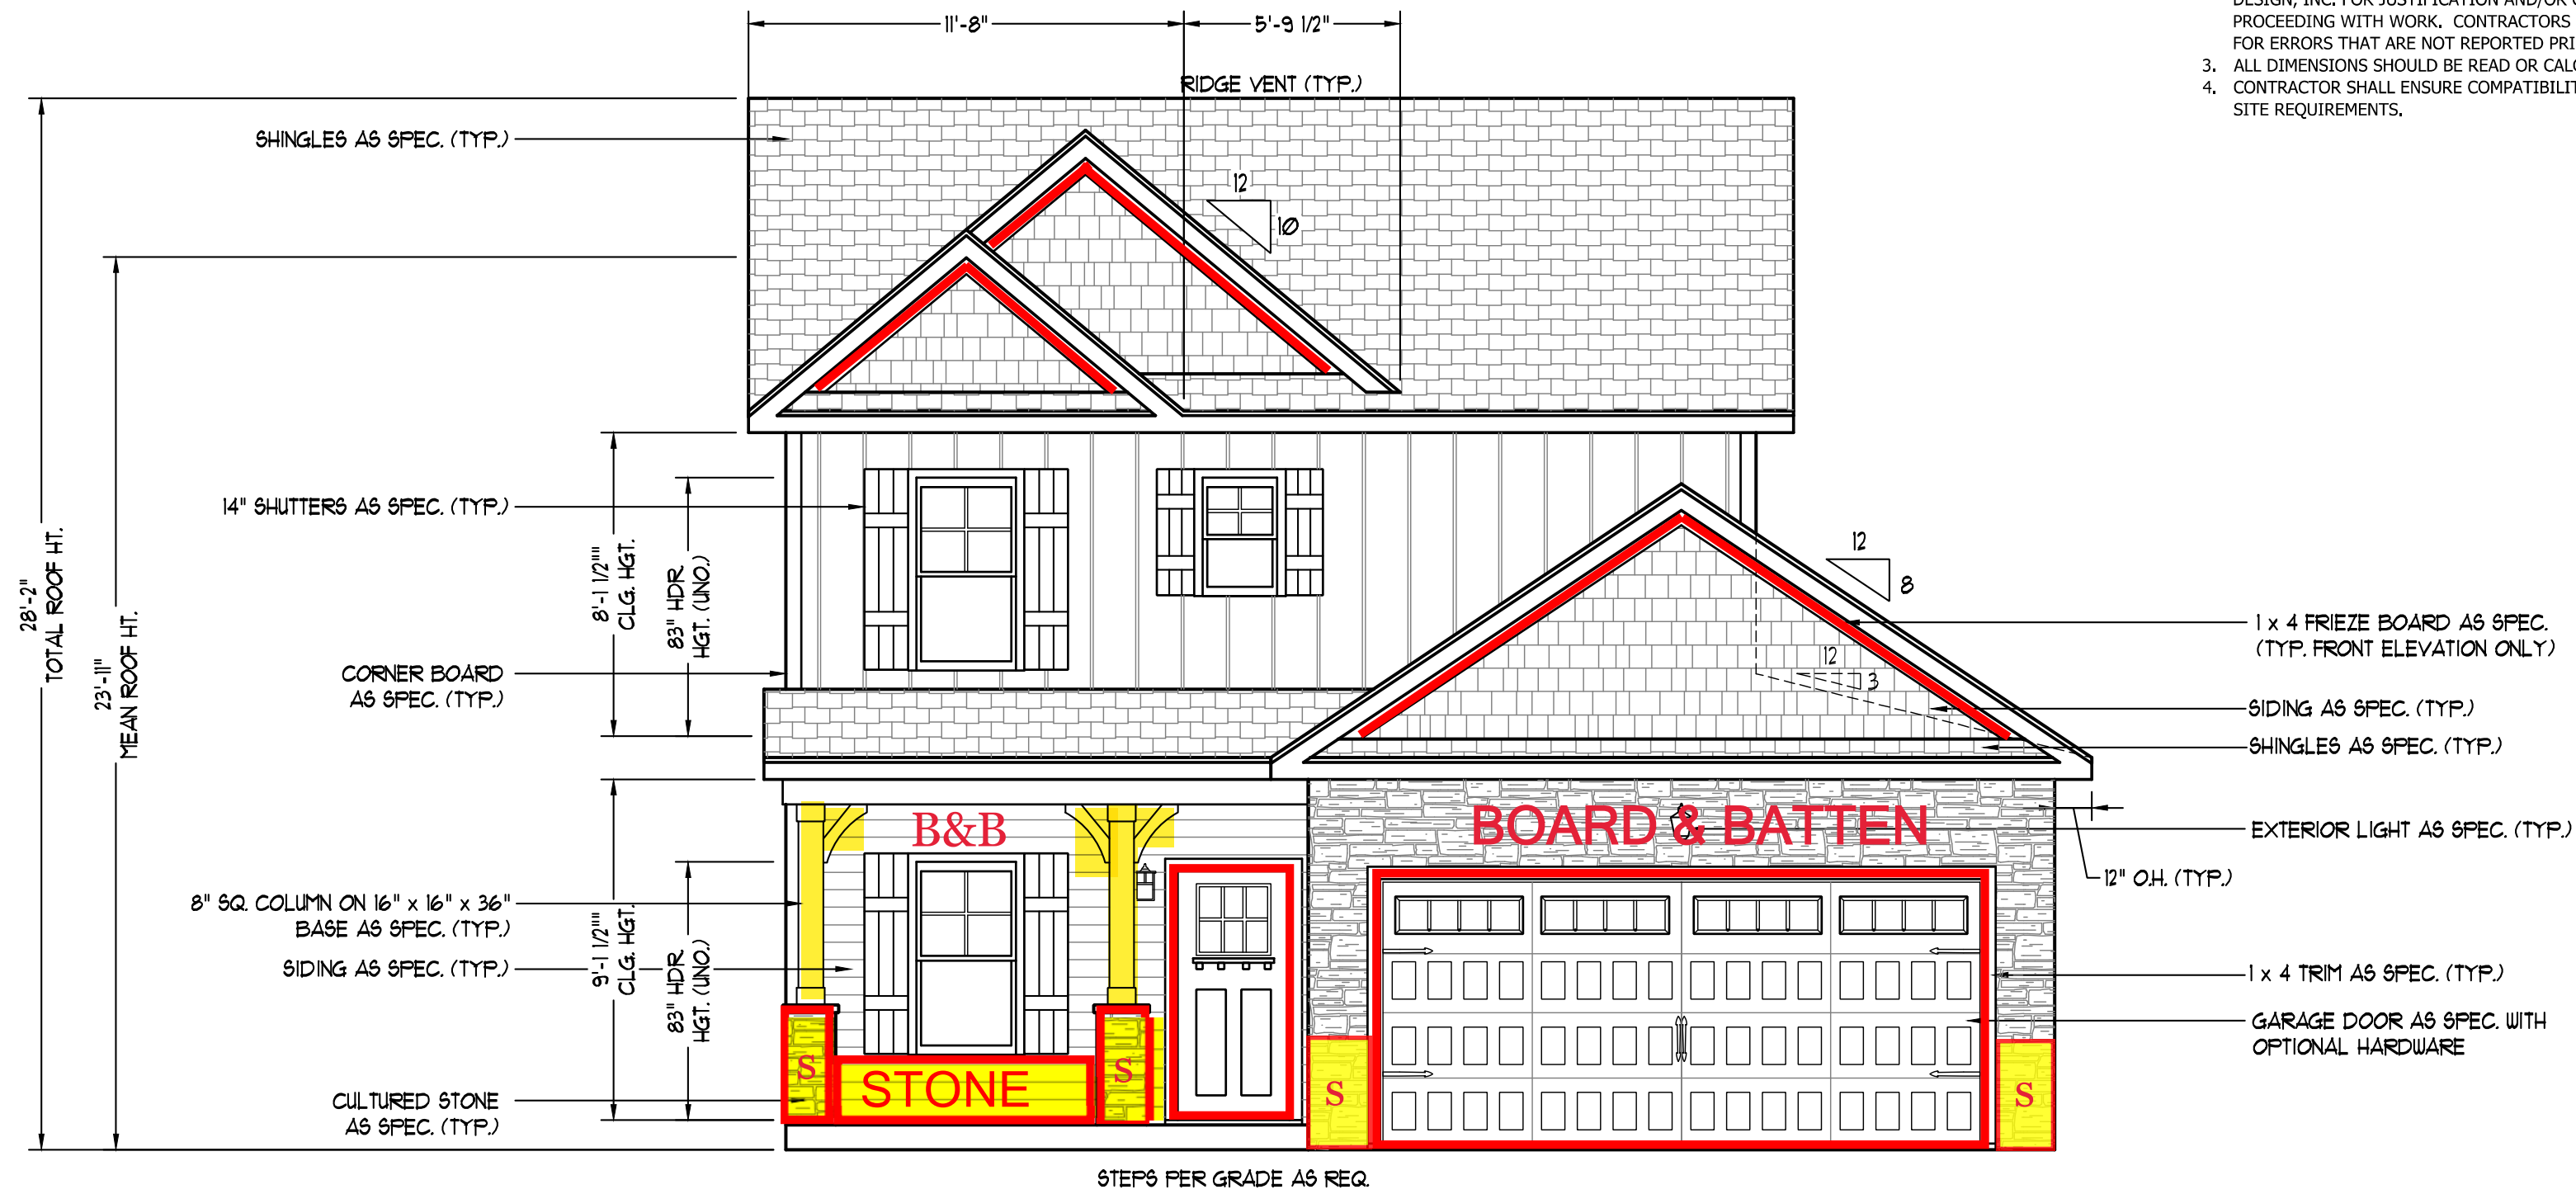 11'-8"
5'-9 1/2"
DESIGN, INC. FOR JUSTIFICATION AND/OR
PROCEEDING WITH WORK. CONTRACTORS
FOR ERRORS THAT ARE NOT REPORTED
3. ALL DIMENSIONS SHOULD BE READ OR
4. CONTRACTOR SHALL ENSURE
SITE REQUIREMENTS.
RIDGE VENT (TYP.)
SHINGLES AS SPEC. (TYP.)
12
10
28'-2"
TOTAL ROOF HT.
23'-11"
MEAN ROOF HT.
14" SHUTTERS AS SPEC. (TYP.)
8'-1 1/2""
CLG. HGT.
83" HDR
HGT. (UNO.)
CORNER BOARD
AS SPEC. (TYP.)
12
8
12
3
1 x 4 FRIEZE BOARD AS SPEC.
(TYP. FRONT ELEVATION ONLY)
SIDING AS SPEC. (TYP.)
SHINGLES AS SPEC. (TYP.)
B&B
BOARD & BATTEN
EXTERIOR LIGHT AS SPEC. (TYP.)
12" O.H. (TYP.)
8" SQ. COLUMN ON 16" x 16" x 36"
BASE AS SPEC. (TYP.)
SIDING AS SPEC. (TYP.)
9'-1 1/2""
CLG. HGT.
83" HDR
HGT. (UNO.)
1 x 4 TRIM AS SPEC. (TYP.)
GARAGE DOOR AS SPEC. WITH
OPTIONAL HARDWARE
S
STONE
S
S
S
CULTURED STONE
AS SPEC. (TYP.)
STEPS PER GRADE AS REQ.